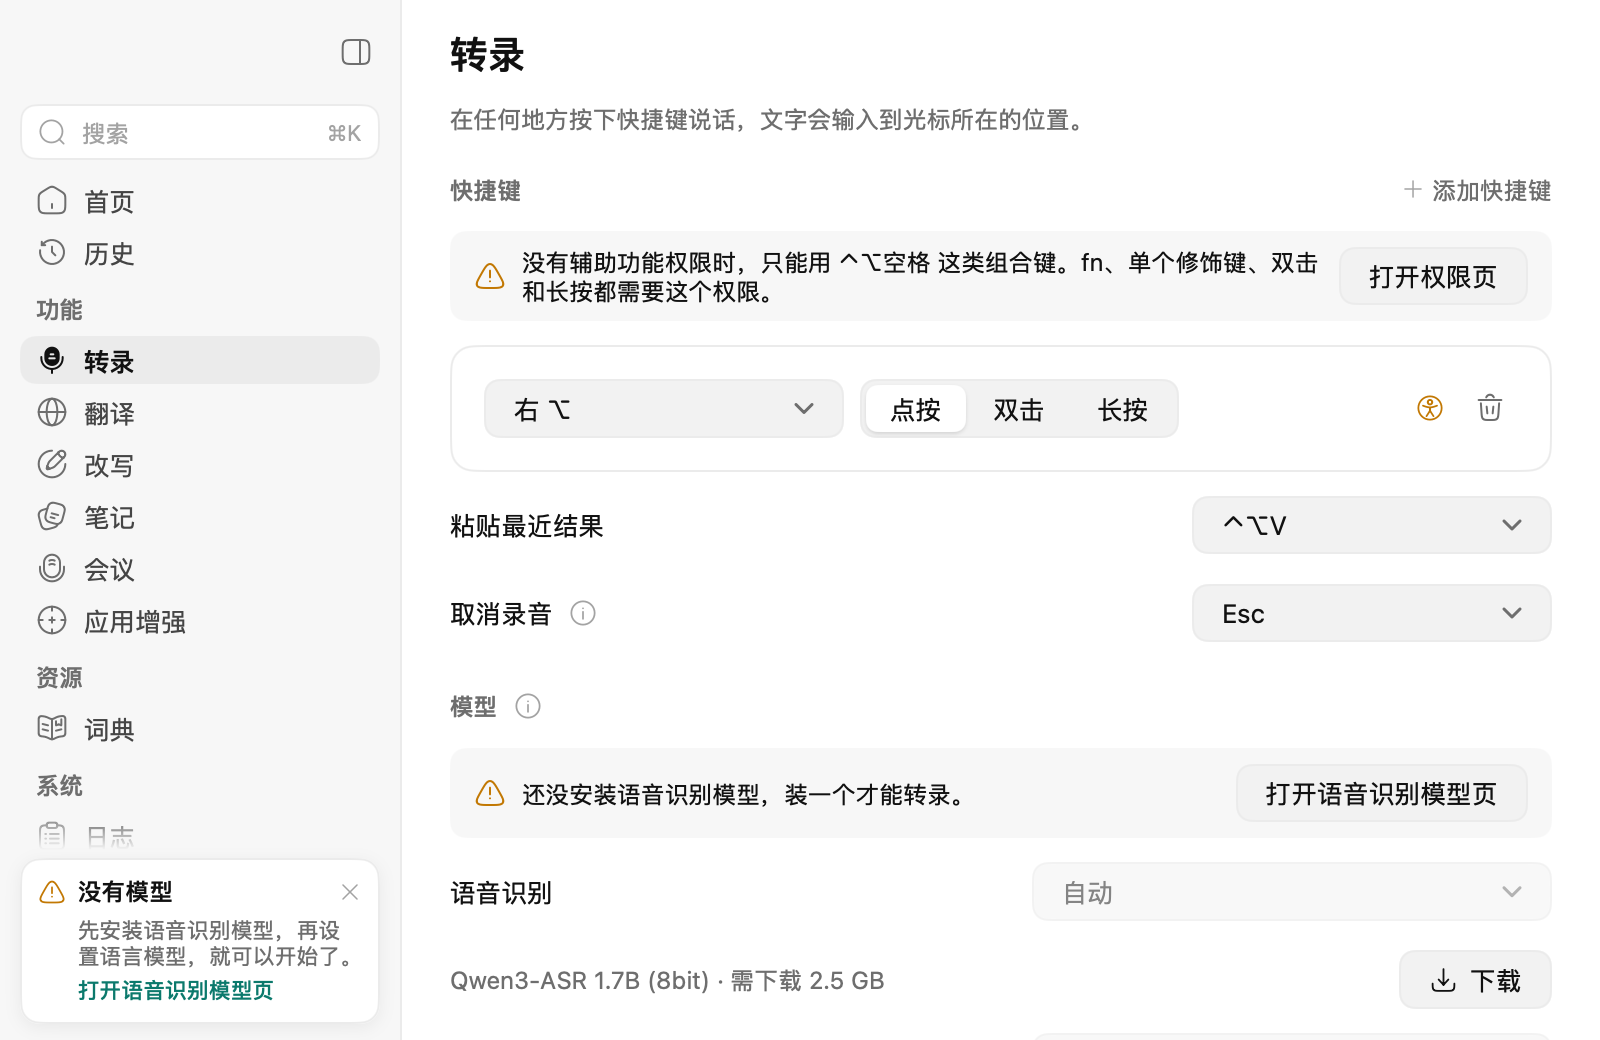 搜索 ⌘K
首页
历史
功能
转录
翻译
改写
笔记
会议
应用增强
资源
词典
系统
日志
没有模型
先安装语音识别模型，再设
置语言模型，就可以开始了。
打开语音识别模型页
转录
在任何地方按下快捷键说话，文字会输入到光标所在的位置。
快捷键
添加快捷键
没有辅助功能权限时，只能用 ⌃⌥空格 这类组合键。fn、单个修饰键、双击
和长按都需要这个权限。
打开权限页
右 ⌥
点按 双击 长按
粘贴最近结果
⌃⌥V
取消录音
Esc
模型
还没安装语音识别模型，装一个才能转录。
打开语音识别模型页
语音识别
自动
Qwen3-ASR 1.7B (8bit) · 需下载 2.5 GB
下载